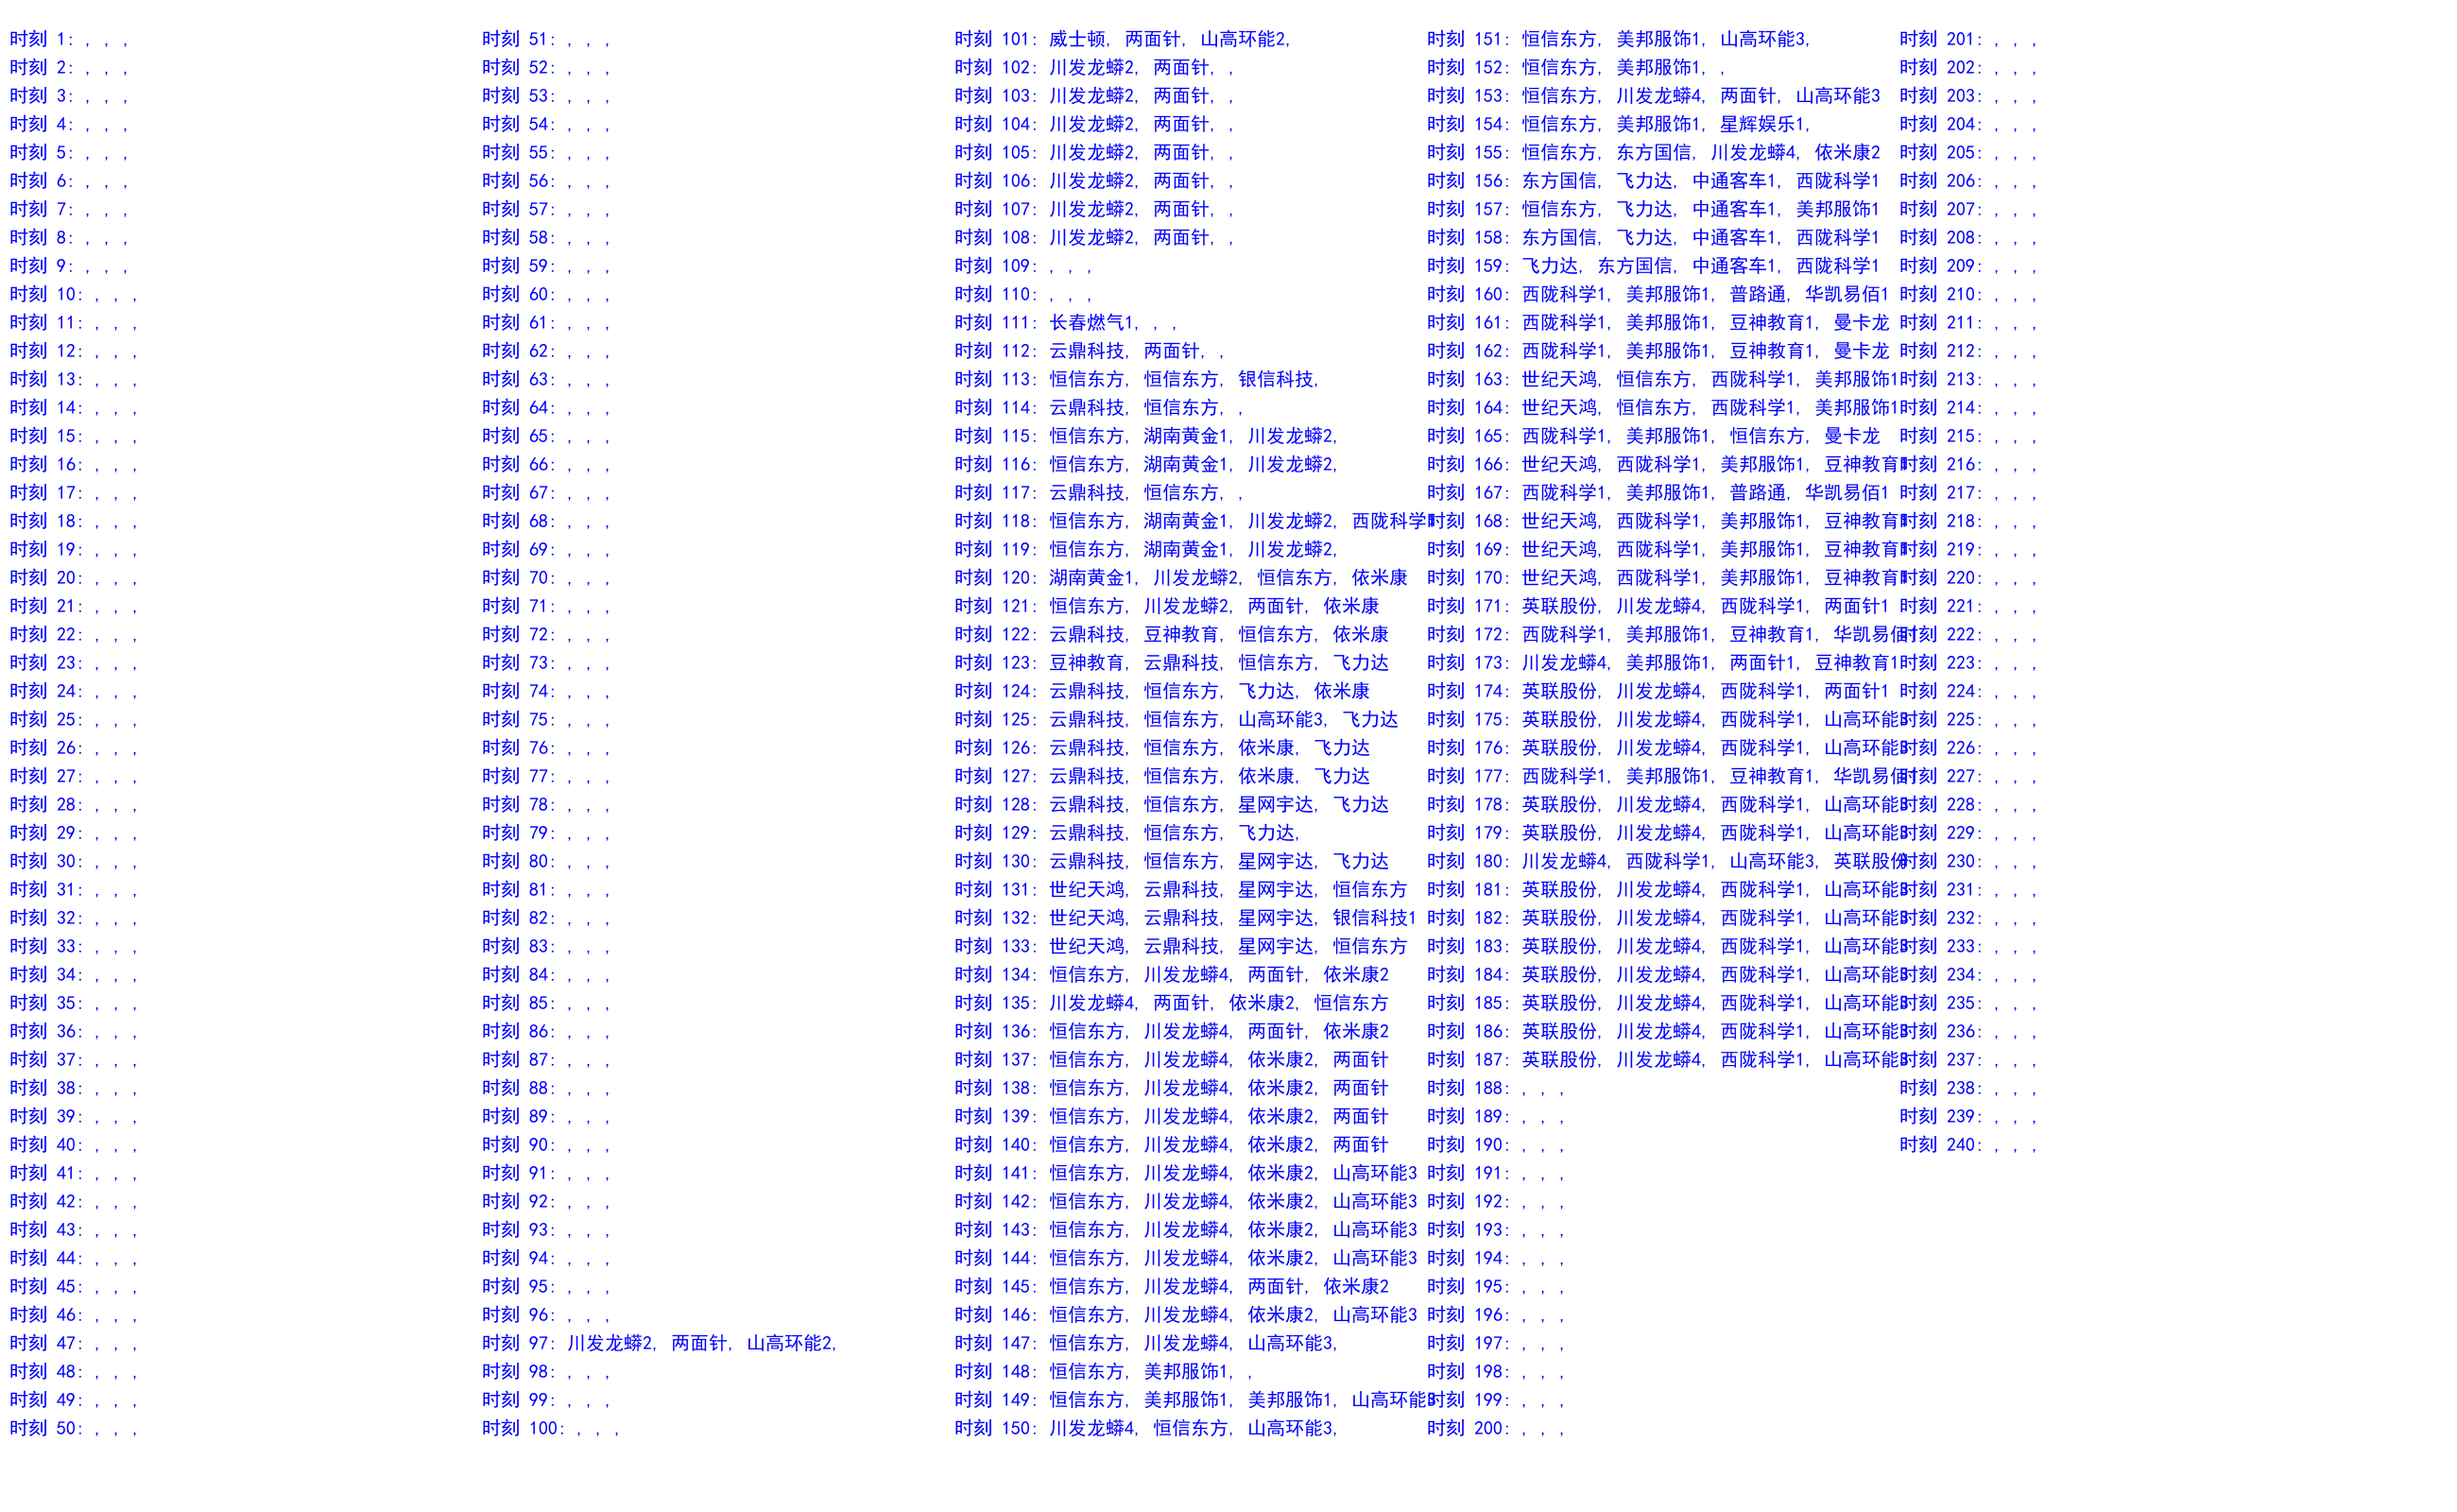 时刻 1: , , ,
时刻 2: , , ,
时刻 3: , , ,
时刻 4: , , ,
时刻 5: , , ,
时刻 6: , , ,
时刻 7: , , ,
时刻 8: , , ,
时刻 9: , , ,
时刻 10: , , ,
时刻 11: , , ,
时刻 12: , , ,
时刻 13: , , ,
时刻 14: , , ,
时刻 15: , , ,
时刻 16: , , ,
时刻 17: , , ,
时刻 18: , , ,
时刻 19: , , ,
时刻 20: , , ,
时刻 21: , , ,
时刻 22: , , ,
时刻 23: , , ,
时刻 24: , , ,
时刻 25: , , ,
时刻 26: , , ,
时刻 27: , , ,
时刻 28: , , ,
时刻 29: , , ,
时刻 30: , , ,
时刻 31: , , ,
时刻 32: , , ,
时刻 33: , , ,
时刻 34: , , ,
时刻 35: , , ,
时刻 36: , , ,
时刻 37: , , ,
时刻 38: , , ,
时刻 39: , , ,
时刻 40: , , ,
时刻 41: , , ,
时刻 42: , , ,
时刻 43: , , ,
时刻 44: , , ,
时刻 45: , , ,
时刻 46: , , ,
时刻 47: , , ,
时刻 48: , , ,
时刻 49: , , ,
时刻 50: , , ,
时刻 51: , , ,
时刻 52: , , ,
时刻 53: , , ,
时刻 54: , , ,
时刻 55: , , ,
时刻 56: , , ,
时刻 57: , , ,
时刻 58: , , ,
时刻 59: , , ,
时刻 60: , , ,
时刻 61: , , ,
时刻 62: , , ,
时刻 63: , , ,
时刻 64: , , ,
时刻 65: , , ,
时刻 66: , , ,
时刻 67: , , ,
时刻 68: , , ,
时刻 69: , , ,
时刻 70: , , ,
时刻 71: , , ,
时刻 72: , , ,
时刻 73: , , ,
时刻 74: , , ,
时刻 75: , , ,
时刻 76: , , ,
时刻 77: , , ,
时刻 78: , , ,
时刻 79: , , ,
时刻 80: , , ,
时刻 81: , , ,
时刻 82: , , ,
时刻 83: , , ,
时刻 84: , , ,
时刻 85: , , ,
时刻 86: , , ,
时刻 87: , , ,
时刻 88: , , ,
时刻 89: , , ,
时刻 90: , , ,
时刻 91: , , ,
时刻 92: , , ,
时刻 93: , , ,
时刻 94: , , ,
时刻 95: , , ,
时刻 96: , , ,
时刻 97: 川发龙蟒2, 两面针, 山高环能2,
时刻 98: , , ,
时刻 99: , , ,
时刻 100: , , ,
时刻 101: 威士顿, 两面针, 山高环能2,
时刻 102: 川发龙蟒2, 两面针, ,
时刻 103: 川发龙蟒2, 两面针, ,
时刻 104: 川发龙蟒2, 两面针, ,
时刻 105: 川发龙蟒2, 两面针, ,
时刻 106: 川发龙蟒2, 两面针, ,
时刻 107: 川发龙蟒2, 两面针, ,
时刻 108: 川发龙蟒2, 两面针, ,
时刻 109: , , ,
时刻 110: , , ,
时刻 111: 长春燃气1, , ,
时刻 112: 云鼎科技, 两面针, ,
时刻 113: 恒信东方, 恒信东方, 银信科技,
时刻 114: 云鼎科技, 恒信东方, ,
时刻 115: 恒信东方, 湖南黄金1, 川发龙蟒2,
时刻 116: 恒信东方, 湖南黄金1, 川发龙蟒2,
时刻 117: 云鼎科技, 恒信东方, ,
时刻 118: 恒信东方, 湖南黄金1, 川发龙蟒2, 西陇科学
时刻 119: 恒信东方, 湖南黄金1, 川发龙蟒2,
时刻 120: 湖南黄金1, 川发龙蟒2, 恒信东方, 依米康
时刻 121: 恒信东方, 川发龙蟒2, 两面针, 依米康
时刻 122: 云鼎科技, 豆神教育, 恒信东方, 依米康
时刻 123: 豆神教育, 云鼎科技, 恒信东方, 飞力达
时刻 124: 云鼎科技, 恒信东方, 飞力达, 依米康
时刻 125: 云鼎科技, 恒信东方, 山高环能3, 飞力达
时刻 126: 云鼎科技, 恒信东方, 依米康, 飞力达
时刻 127: 云鼎科技, 恒信东方, 依米康, 飞力达
时刻 128: 云鼎科技, 恒信东方, 星网宇达, 飞力达
时刻 129: 云鼎科技, 恒信东方, 飞力达,
时刻 130: 云鼎科技, 恒信东方, 星网宇达, 飞力达
时刻 131: 世纪天鸿, 云鼎科技, 星网宇达, 恒信东方
时刻 132: 世纪天鸿, 云鼎科技, 星网宇达, 银信科技1
时刻 133: 世纪天鸿, 云鼎科技, 星网宇达, 恒信东方
时刻 134: 恒信东方, 川发龙蟒4, 两面针, 依米康2
时刻 135: 川发龙蟒4, 两面针, 依米康2, 恒信东方
时刻 136: 恒信东方, 川发龙蟒4, 两面针, 依米康2
时刻 137: 恒信东方, 川发龙蟒4, 依米康2, 两面针
时刻 138: 恒信东方, 川发龙蟒4, 依米康2, 两面针
时刻 139: 恒信东方, 川发龙蟒4, 依米康2, 两面针
时刻 140: 恒信东方, 川发龙蟒4, 依米康2, 两面针
时刻 141: 恒信东方, 川发龙蟒4, 依米康2, 山高环能3
时刻 142: 恒信东方, 川发龙蟒4, 依米康2, 山高环能3
时刻 143: 恒信东方, 川发龙蟒4, 依米康2, 山高环能3
时刻 144: 恒信东方, 川发龙蟒4, 依米康2, 山高环能3
时刻 145: 恒信东方, 川发龙蟒4, 两面针, 依米康2
时刻 146: 恒信东方, 川发龙蟒4, 依米康2, 山高环能3
时刻 147: 恒信东方, 川发龙蟒4, 山高环能3,
时刻 148: 恒信东方, 美邦服饰1, ,
时刻 149: 恒信东方, 美邦服饰1, 美邦服饰1, 山高环能3
时刻 150: 川发龙蟒4, 恒信东方, 山高环能3,
时刻 151: 恒信东方, 美邦服饰1, 山高环能3,
时刻 152: 恒信东方, 美邦服饰1, ,
时刻 153: 恒信东方, 川发龙蟒4, 两面针, 山高环能3
时刻 154: 恒信东方, 美邦服饰1, 星辉娱乐1,
时刻 155: 恒信东方, 东方国信, 川发龙蟒4, 依米康2
时刻 156: 东方国信, 飞力达, 中通客车1, 西陇科学1
时刻 157: 恒信东方, 飞力达, 中通客车1, 美邦服饰1
时刻 158: 东方国信, 飞力达, 中通客车1, 西陇科学1
时刻 159: 飞力达, 东方国信, 中通客车1, 西陇科学1
时刻 160: 西陇科学1, 美邦服饰1, 普路通, 华凯易佰1
时刻 161: 西陇科学1, 美邦服饰1, 豆神教育1, 曼卡龙
时刻 162: 西陇科学1, 美邦服饰1, 豆神教育1, 曼卡龙
时刻 163: 世纪天鸿, 恒信东方, 西陇科学1, 美邦服饰1
时刻 164: 世纪天鸿, 恒信东方, 西陇科学1, 美邦服饰1
时刻 165: 西陇科学1, 美邦服饰1, 恒信东方, 曼卡龙
时刻 166: 世纪天鸿, 西陇科学1, 美邦服饰1, 豆神教育1
时刻 167: 西陇科学1, 美邦服饰1, 普路通, 华凯易佰1
时刻 168: 世纪天鸿, 西陇科学1, 美邦服饰1, 豆神教育1
时刻 169: 世纪天鸿, 西陇科学1, 美邦服饰1, 豆神教育1
时刻 170: 世纪天鸿, 西陇科学1, 美邦服饰1, 豆神教育1
时刻 171: 英联股份, 川发龙蟒4, 西陇科学1, 两面针1
时刻 172: 西陇科学1, 美邦服饰1, 豆神教育1, 华凯易佰1
时刻 173: 川发龙蟒4, 美邦服饰1, 两面针1, 豆神教育1
时刻 174: 英联股份, 川发龙蟒4, 西陇科学1, 两面针1
时刻 175: 英联股份, 川发龙蟒4, 西陇科学1, 山高环能3
时刻 176: 英联股份, 川发龙蟒4, 西陇科学1, 山高环能3
时刻 177: 西陇科学1, 美邦服饰1, 豆神教育1, 华凯易佰1
时刻 178: 英联股份, 川发龙蟒4, 西陇科学1, 山高环能3
时刻 179: 英联股份, 川发龙蟒4, 西陇科学1, 山高环能3
时刻 180: 川发龙蟒4, 西陇科学1, 山高环能3, 英联股份
时刻 181: 英联股份, 川发龙蟒4, 西陇科学1, 山高环能3
时刻 182: 英联股份, 川发龙蟒4, 西陇科学1, 山高环能3
时刻 183: 英联股份, 川发龙蟒4, 西陇科学1, 山高环能3
时刻 184: 英联股份, 川发龙蟒4, 西陇科学1, 山高环能3
时刻 185: 英联股份, 川发龙蟒4, 西陇科学1, 山高环能3
时刻 186: 英联股份, 川发龙蟒4, 西陇科学1, 山高环能3
时刻 187: 英联股份, 川发龙蟒4, 西陇科学1, 山高环能3
时刻 188: , , ,
时刻 189: , , ,
时刻 190: , , ,
时刻 191: , , ,
时刻 192: , , ,
时刻 193: , , ,
时刻 194: , , ,
时刻 195: , , ,
时刻 196: , , ,
时刻 197: , , ,
时刻 198: , , ,
时刻 199: , , ,
时刻 200: , , ,
时刻 201: , , ,
时刻 202: , , ,
时刻 203: , , ,
时刻 204: , , ,
时刻 205: , , ,
时刻 206: , , ,
时刻 207: , , ,
时刻 208: , , ,
时刻 209: , , ,
时刻 210: , , ,
时刻 211: , , ,
时刻 212: , , ,
时刻 213: , , ,
时刻 214: , , ,
时刻 215: , , ,
时刻 216: , , ,
时刻 217: , , ,
时刻 218: , , ,
时刻 219: , , ,
时刻 220: , , ,
时刻 221: , , ,
时刻 222: , , ,
时刻 223: , , ,
时刻 224: , , ,
时刻 225: , , ,
时刻 226: , , ,
时刻 227: , , ,
时刻 228: , , ,
时刻 229: , , ,
时刻 230: , , ,
时刻 231: , , ,
时刻 232: , , ,
时刻 233: , , ,
时刻 234: , , ,
时刻 235: , , ,
时刻 236: , , ,
时刻 237: , , ,
时刻 238: , , ,
时刻 239: , , ,
时刻 240: , , ,